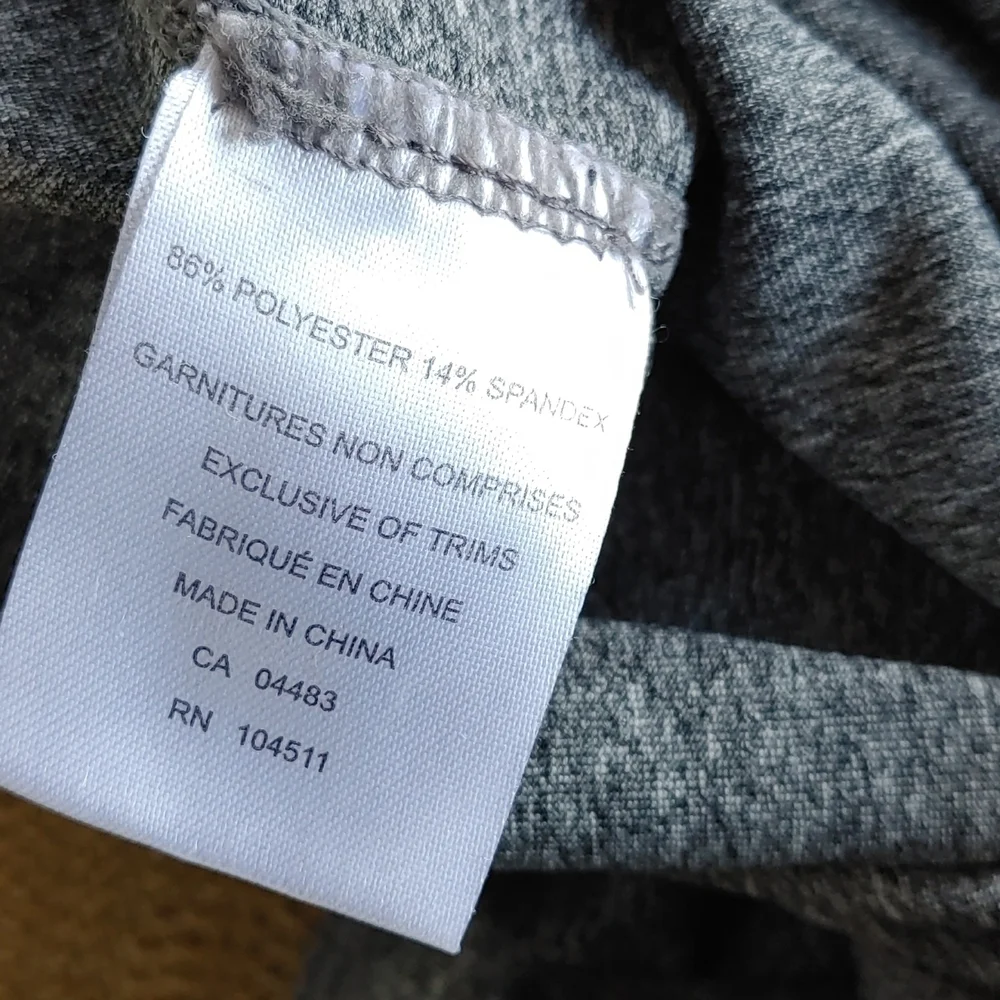 86% POLYESTER 14% SPANDEX
GARNITURES NON COMPRISES
EXCLUSIVE OF TRIMS
FABRIQUÉ EN CHINE
MADE IN CHINA
CA 04483
RN 104511